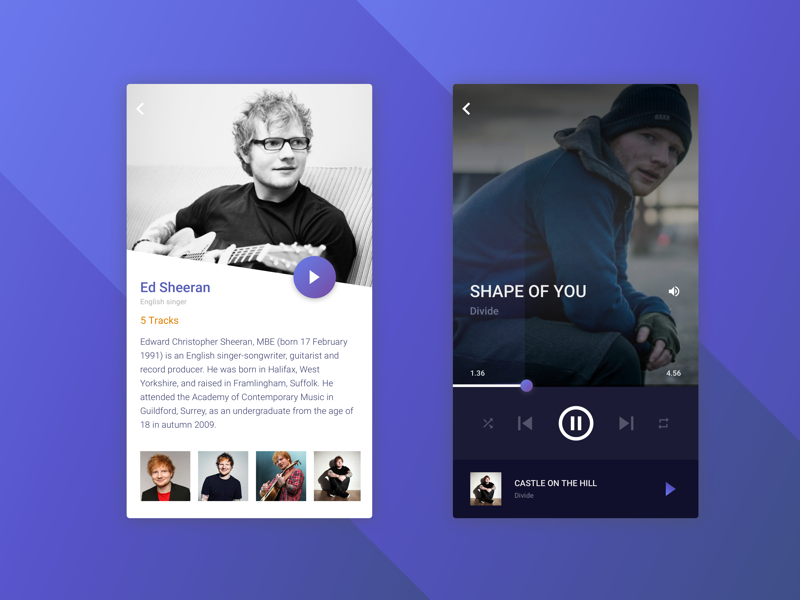 Ed Sheeran
English singer
5 Tracks
Edward Christopher Sheeran, MBE (born 17 February
1991) is an English singer-songwriter, guitarist and
record producer. He was born in Halifax, West
Yorkshire, and raised in Framlingham, Suffolk. He
attended the Academy of Contemporary Music in
Guildford, Surrey, as an undergraduate from the age of
18 in autumn 2009.
SHAPE OF YOU
Divide
1.36
4.56
CASTLE ON THE HILL
Divide